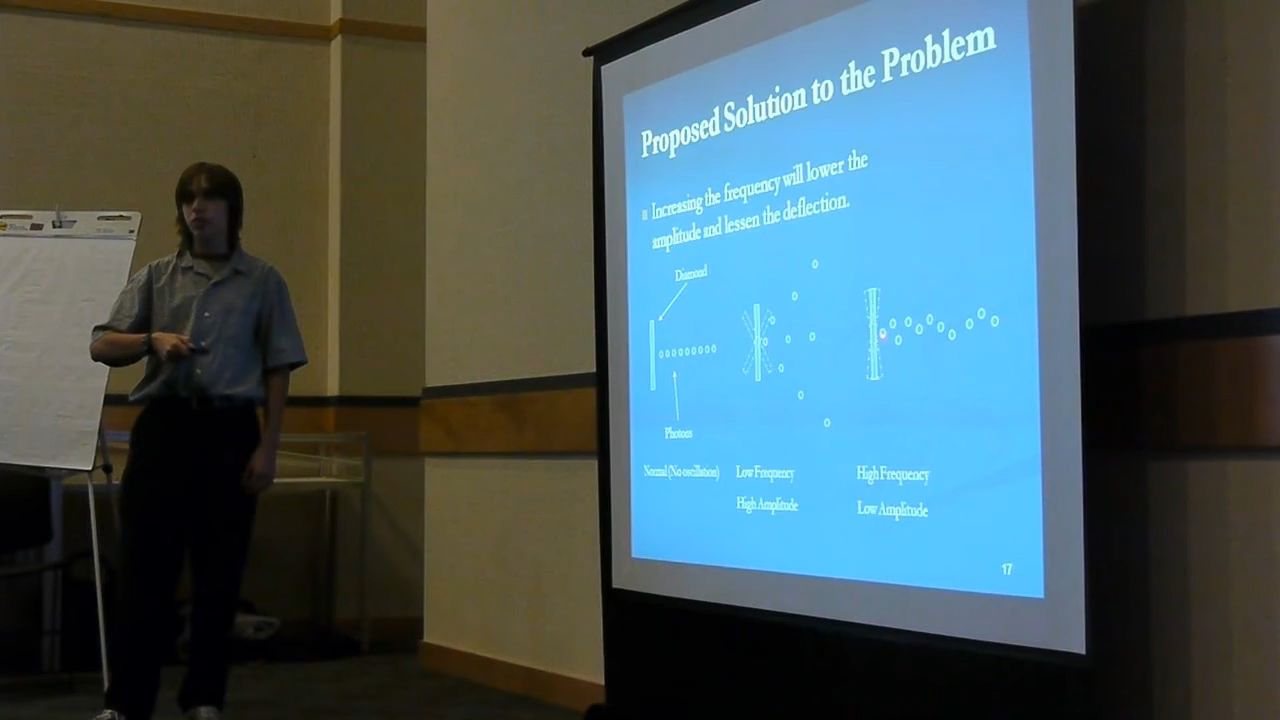 Proposed Solution to the Problem
Increasing the frequency will lower the
amplitude and lessen the deflection.
Diamond
Photons
Normal (No oscillation)
Low Frequency
High Amplitude
High Frequency
Low Amplitude
17